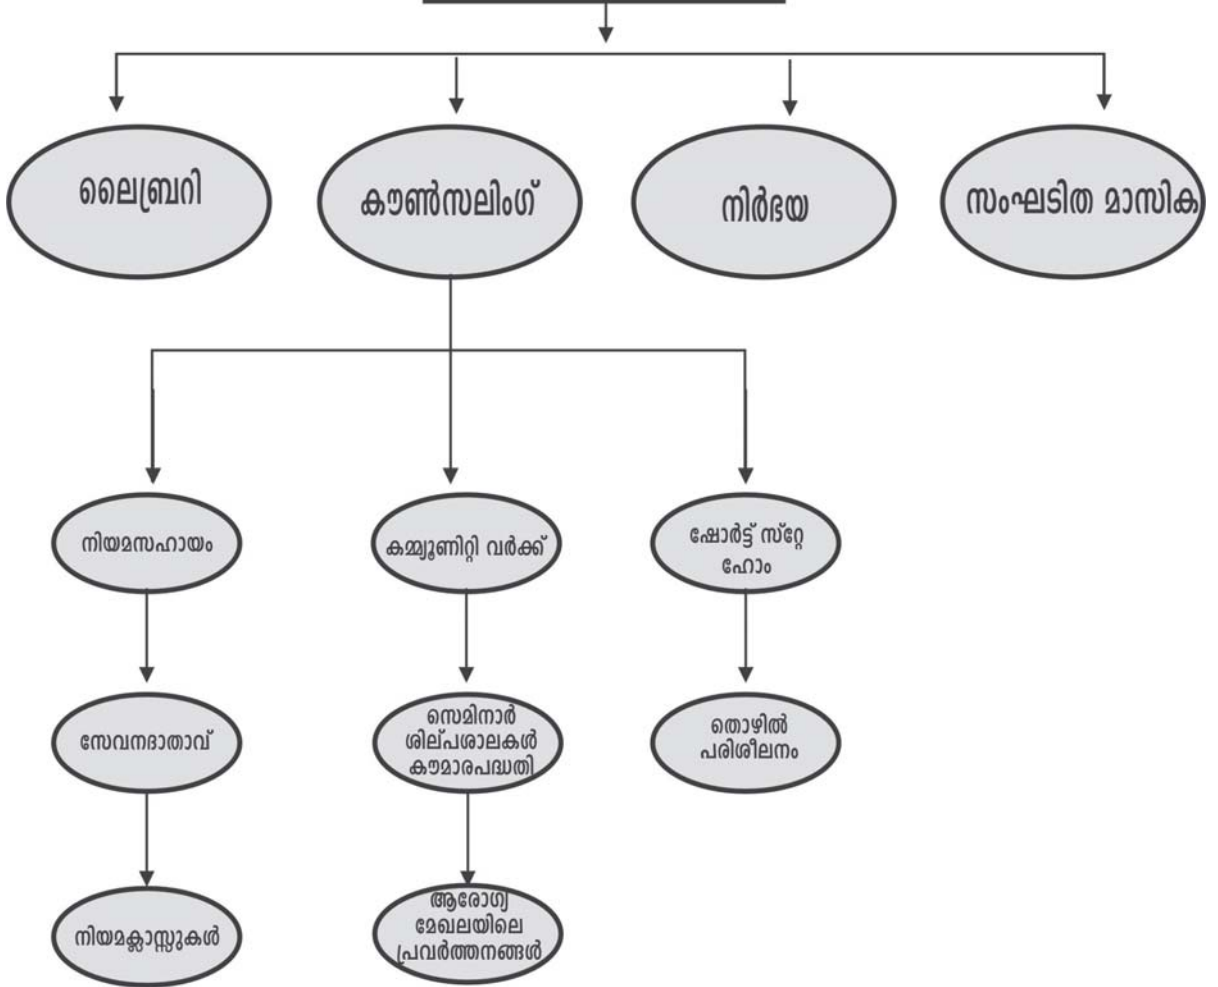 ലൈബ്രറി
കൗൺസലിംഗ്
നിർഭയ
സംഘടിത മാസിക
നിയമസഹായം
കമ്മ്യൂണിറ്റി വർക്ക്
ഷോർട്ട് സ്റ്റേ
ഹോം
സേവനദാതാവ്
സെമിനാർ
ശില്പശാലകൾ
കൗമാരപദ്ധതി
തൊഴിൽ
പരിശീലനം
നിയമക്ലാസ്സുകൾ
ആരോഗ്യ
മേഖലയിലെ
പ്രവർത്തനങ്ങൾ